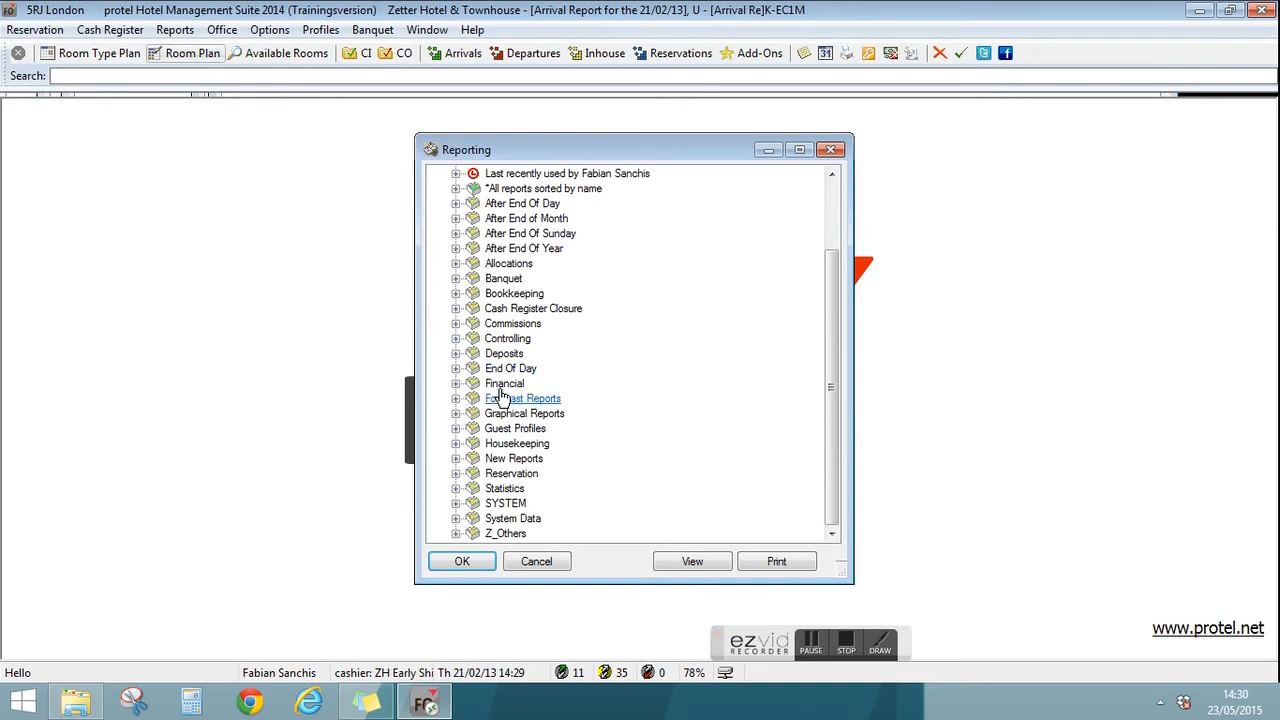 5RJ London protel Hotel Management Suite 2014 (Trainingsversion) Zetter Hotel & Townhouse - [Arrival Report for the 21/02/13], U - [Arrival Re]K-EC1M
Reservation Cash Register Reports Office Options Profiles Banquet Window Help
Room Type Plan Room Plan Available Rooms CI CO Arrivals Departures Inhouse Reservations Add-Ons 31
Search:
Reporting
Last recently used by Fabian Sanchis
*All reports sorted by name
After End Of Day
After End of Month
After End Of Sunday
After End Of Year
Allocations
Banquet
Bookkeeping
Cash Register Closure
Commissions
Controlling
Deposits
End Of Day
Financial
Forecast Reports
Graphical Reports
Guest Profiles
Housekeeping
New Reports
Reservation
Statistics
SYSTEM
System Data
Z_Others
OK Cancel View Print
www.protel.net
ezvid
RECORDER
PAUSE STOP DRAW
Hello Fabian Sanchis cashier: ZH Early Shi Th 21/02/13 14:29 11 35 0 78%
14:30
23/05/2015